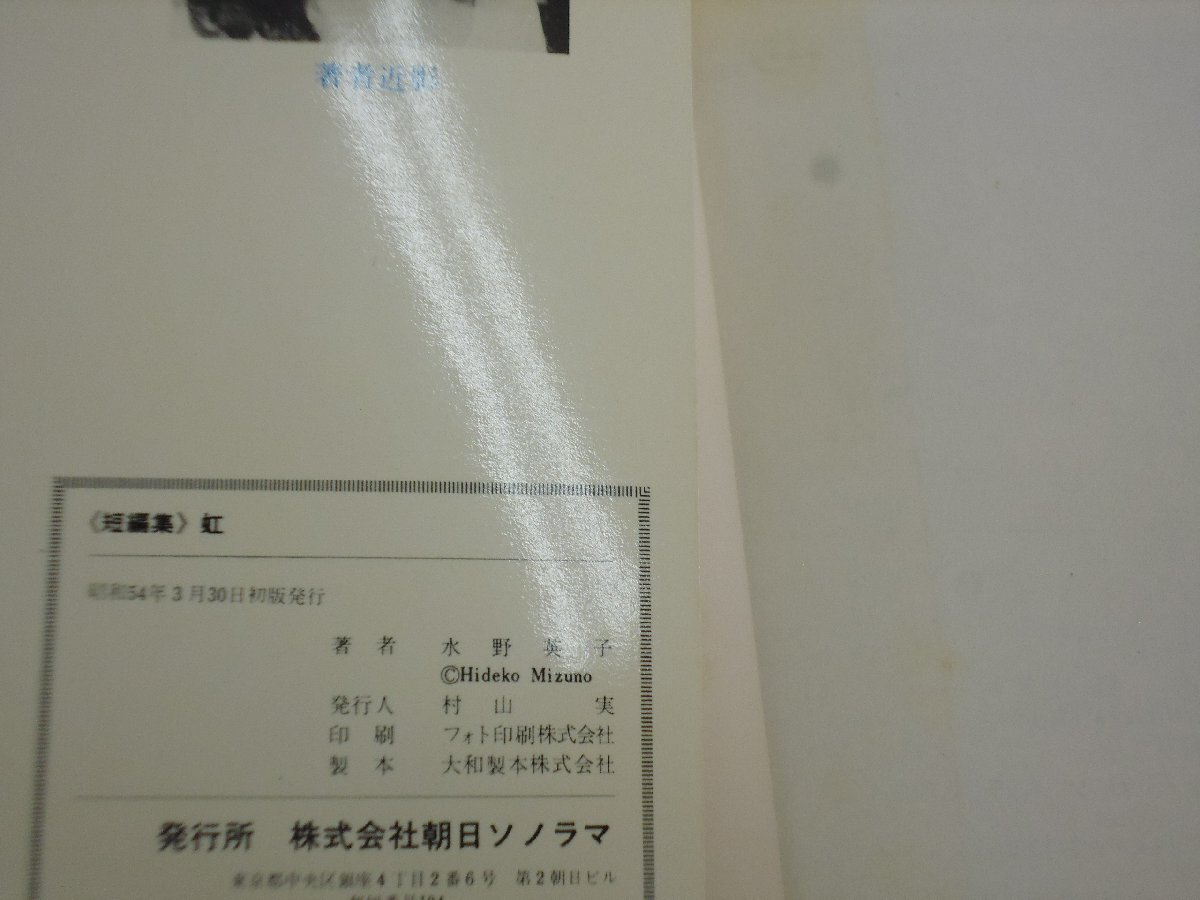 著者近影
〈短編集〉虹
昭和54年3月30日初版発行
著者 水野英子
©Hideko Mizuno
発行人 村山実
印刷 フォト印刷株式会社
製本 大和製本株式会社
発行所 株式会社朝日ソノラマ
東京都中央区銀座4丁目2番6号 第2朝日ビル